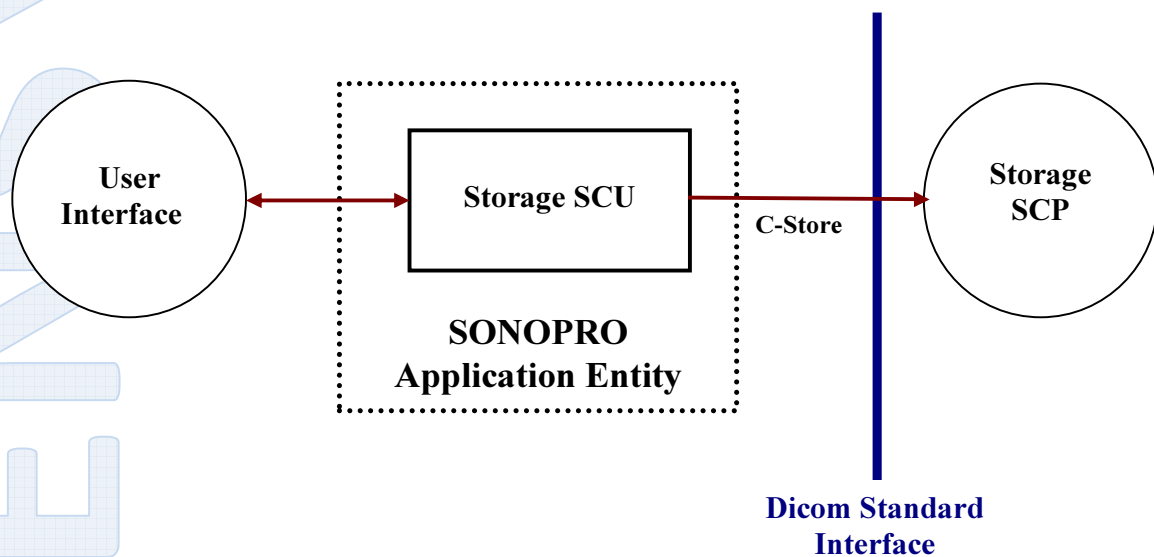 User
Interface
Storage SCU
C-Store
Storage
SCP
SONOPRO
Application Entity
Dicom Standard
Interface